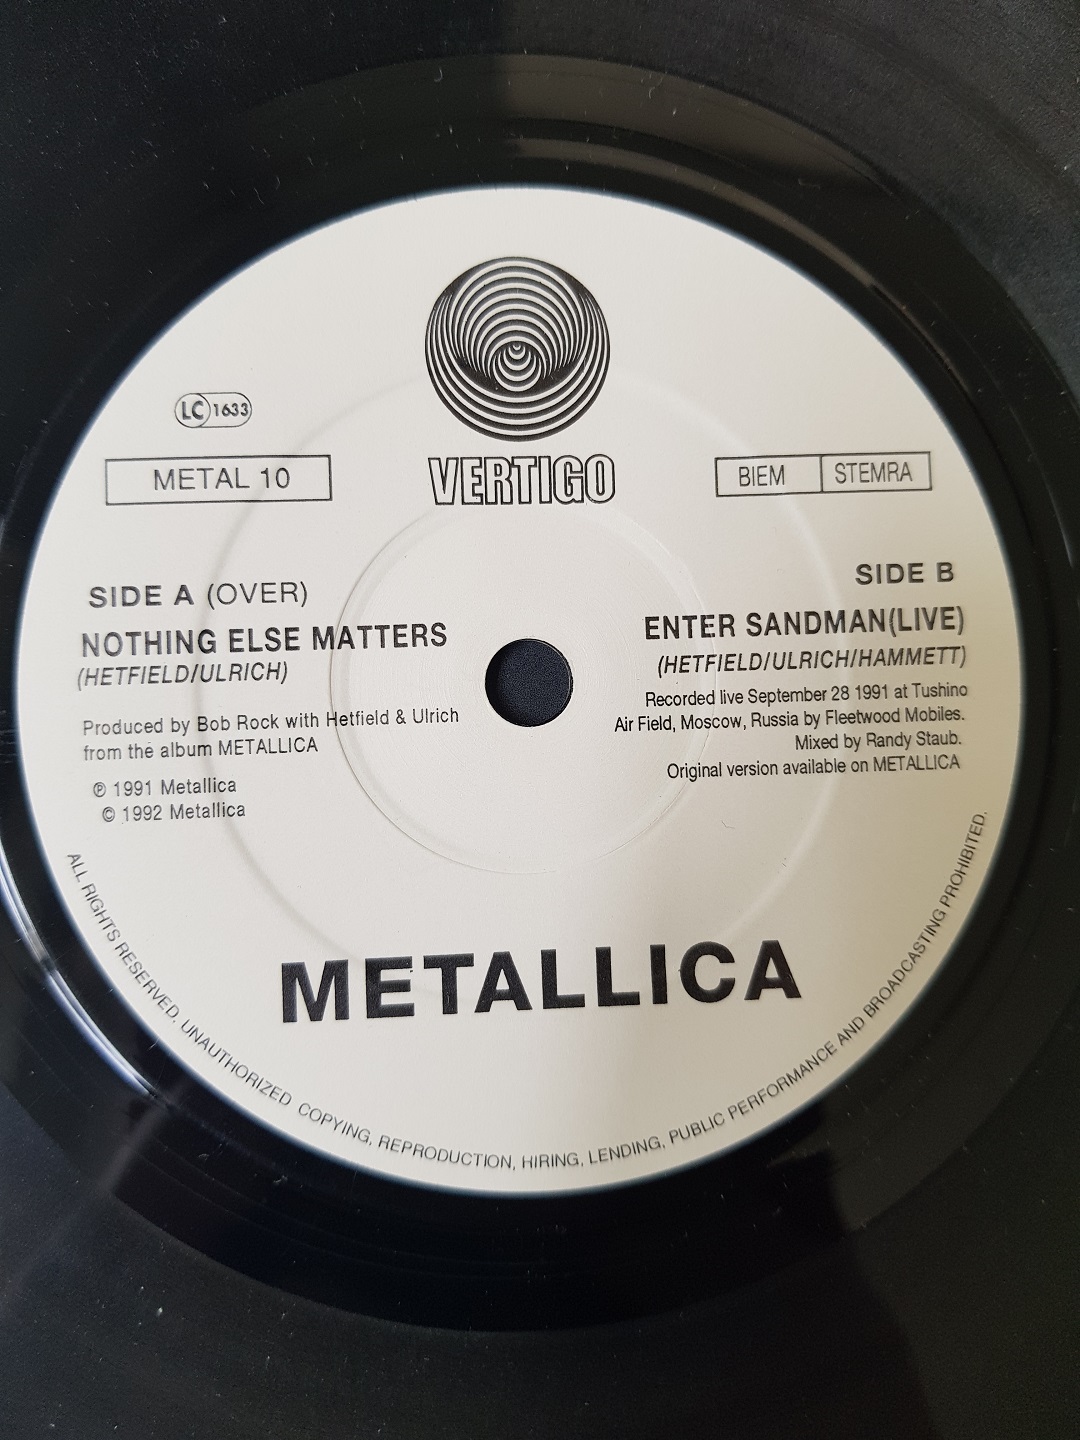 LC 1633
METAL 10
VERTIGO
BIEM STEMRA
SIDE A (OVER)
NOTHING ELSE MATTERS
(HETFIELD/ULRICH)
Produced by Bob Rock with Hetfield & Ulrich
from the album METALLICA
℗ 1991 Metallica
© 1992 Metallica
SIDE B
ENTER SANDMAN(LIVE)
(HETFIELD/ULRICH/HAMMETT)
Recorded live September 28 1991 at Tushino
Air Field, Moscow, Russia by Fleetwood Mobiles.
Mixed by Randy Staub.
Original version available on METALLICA
METALLICA
ALL RIGHTS RESERVED. UNAUTHORIZED COPYING, REPRODUCTION, HIRING, LENDING, PUBLIC PERFORMANCE AND BROADCASTING PROHIBITED.